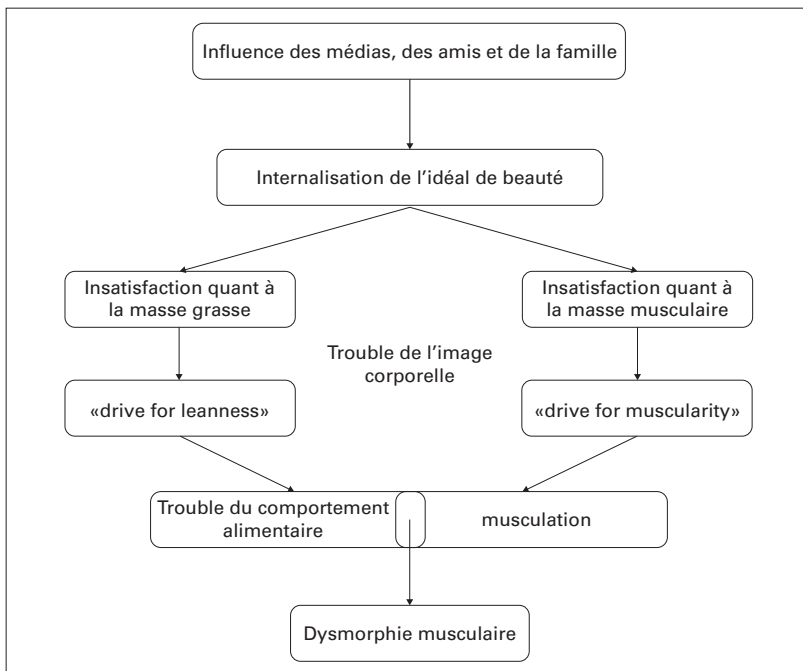 Influence des médias, des amis et de la famille
Internalisation de l'idéal de beauté
Insatisfaction quant à
la masse grasse
Insatisfaction quant à
la masse musculaire
Trouble de l'image
corporelle
«drive for leanness»
«drive for muscularity»
Trouble du comportement
alimentaire
musculation
Dysmorphie musculaire